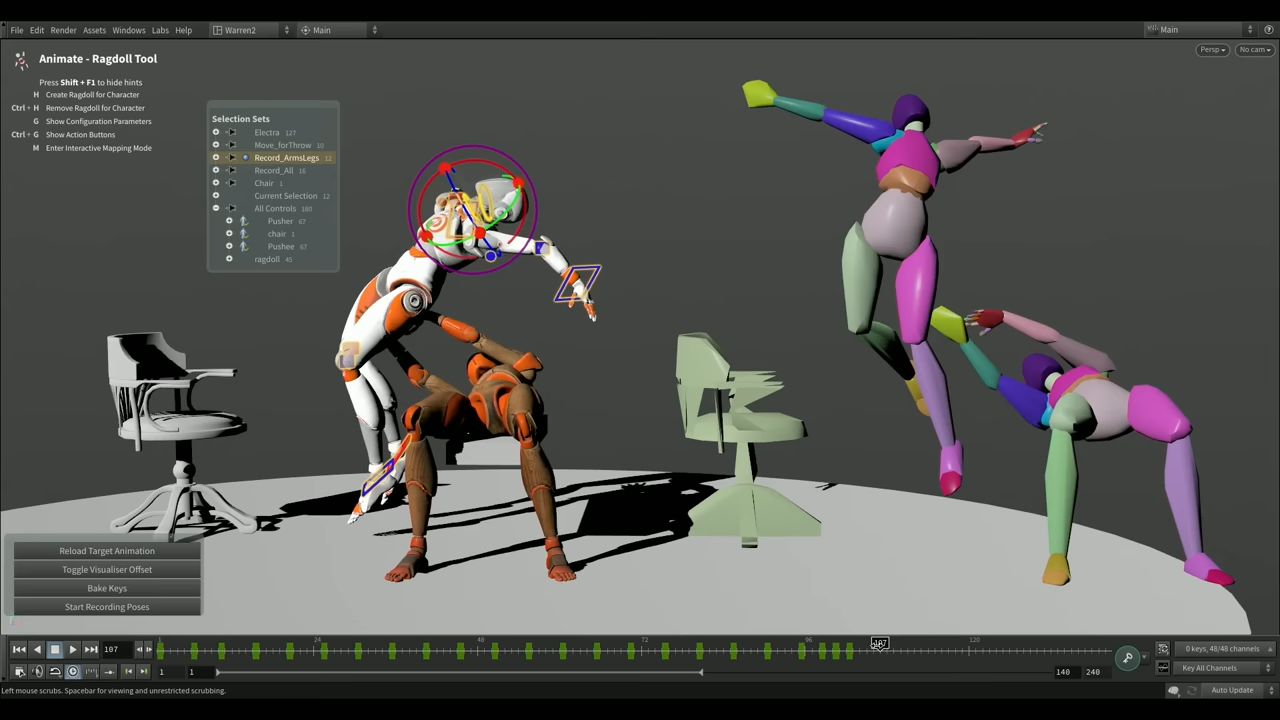 File Edit Render Assets Windows Labs Help Warren2 Main Main
Animate - Ragdoll Tool
Persp No cam
Press Shift + F1 to hide hints
H Create Ragdoll for Character
Ctrl + H Remove Ragdoll for Character
G Show Configuration Parameters
Ctrl + G Show Action Buttons
M Enter Interactive Mapping Mode
Selection Sets
Electra 127
Move_forThrow 10
Record_ArmsLegs 12
Record_All 16
Chair 1
Current Selection 12
All Controls 180
Pusher 67
chair 1
Pushee 67
ragdoll 45
Reload Target Animation
Toggle Visualiser Offset
Bake Keys
Start Recording Poses
1 24 48 72 96 107 120
107
0 keys, 48/48 channels
1 1 140 240
Key All Channels
Left mouse scrubs. Spacebar for viewing and unrestricted scrubbing.
Auto Update